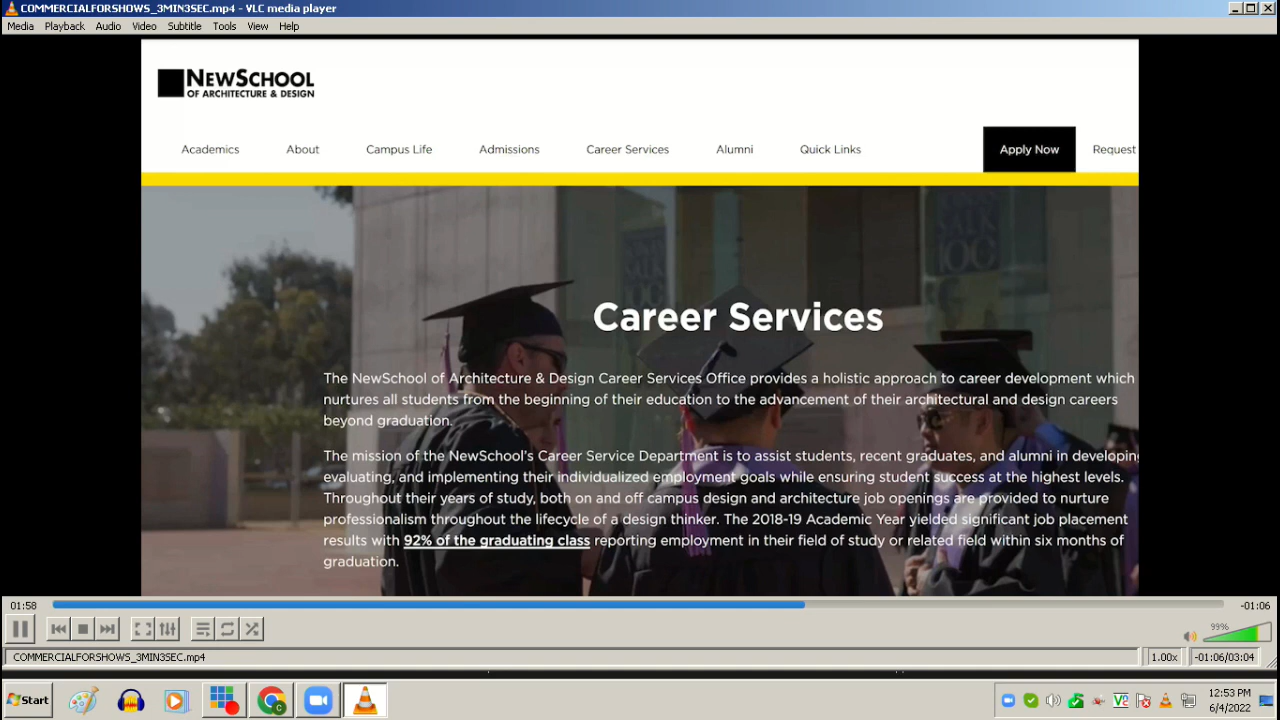 COMMERCIALFORSHOWS_3MIN3SEC.mp4 - VLC media player
Media Playback Audio Video Subtitle Tools View Help
NEWSCHOOL
OF ARCHITECTURE & DESIGN
Academics About Campus Life Admissions Career Services Alumni Quick Links Apply Now Request
Career Services
The NewSchool of Architecture & Design Career Services Office provides a holistic approach to career development which
nurtures all students from the beginning of their education to the advancement of their architectural and design careers
beyond graduation.
The mission of the NewSchool's Career Service Department is to assist students, recent graduates, and alumni in developing
evaluating, and implementing their individualized employment goals while ensuring student success at the highest levels.
Throughout their years of study, both on and off campus design and architecture job openings are provided to nurture
professionalism throughout the lifecycle of a design thinker. The 2018-19 Academic Year yielded significant job placement
results with 92% of the graduating class reporting employment in their field of study or related field within six months of
graduation.
01:58 -01:06
99%
COMMERCIALFORSHOWS_3MIN3SEC.mp4 1.00x -01:06/03:04
Start 12:53 PM
6/4/2022